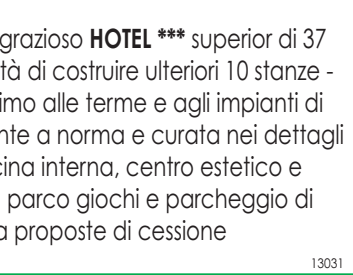 grazioso HOTEL *** superior di 37
tà di costruire ulteriori 10 stanze -
imo alle terme e agli impianti di
nte a norma e curata nei dettagli
cina interna, centro estetico e
parco giochi e parcheggio di
a proposte di cessione
13031